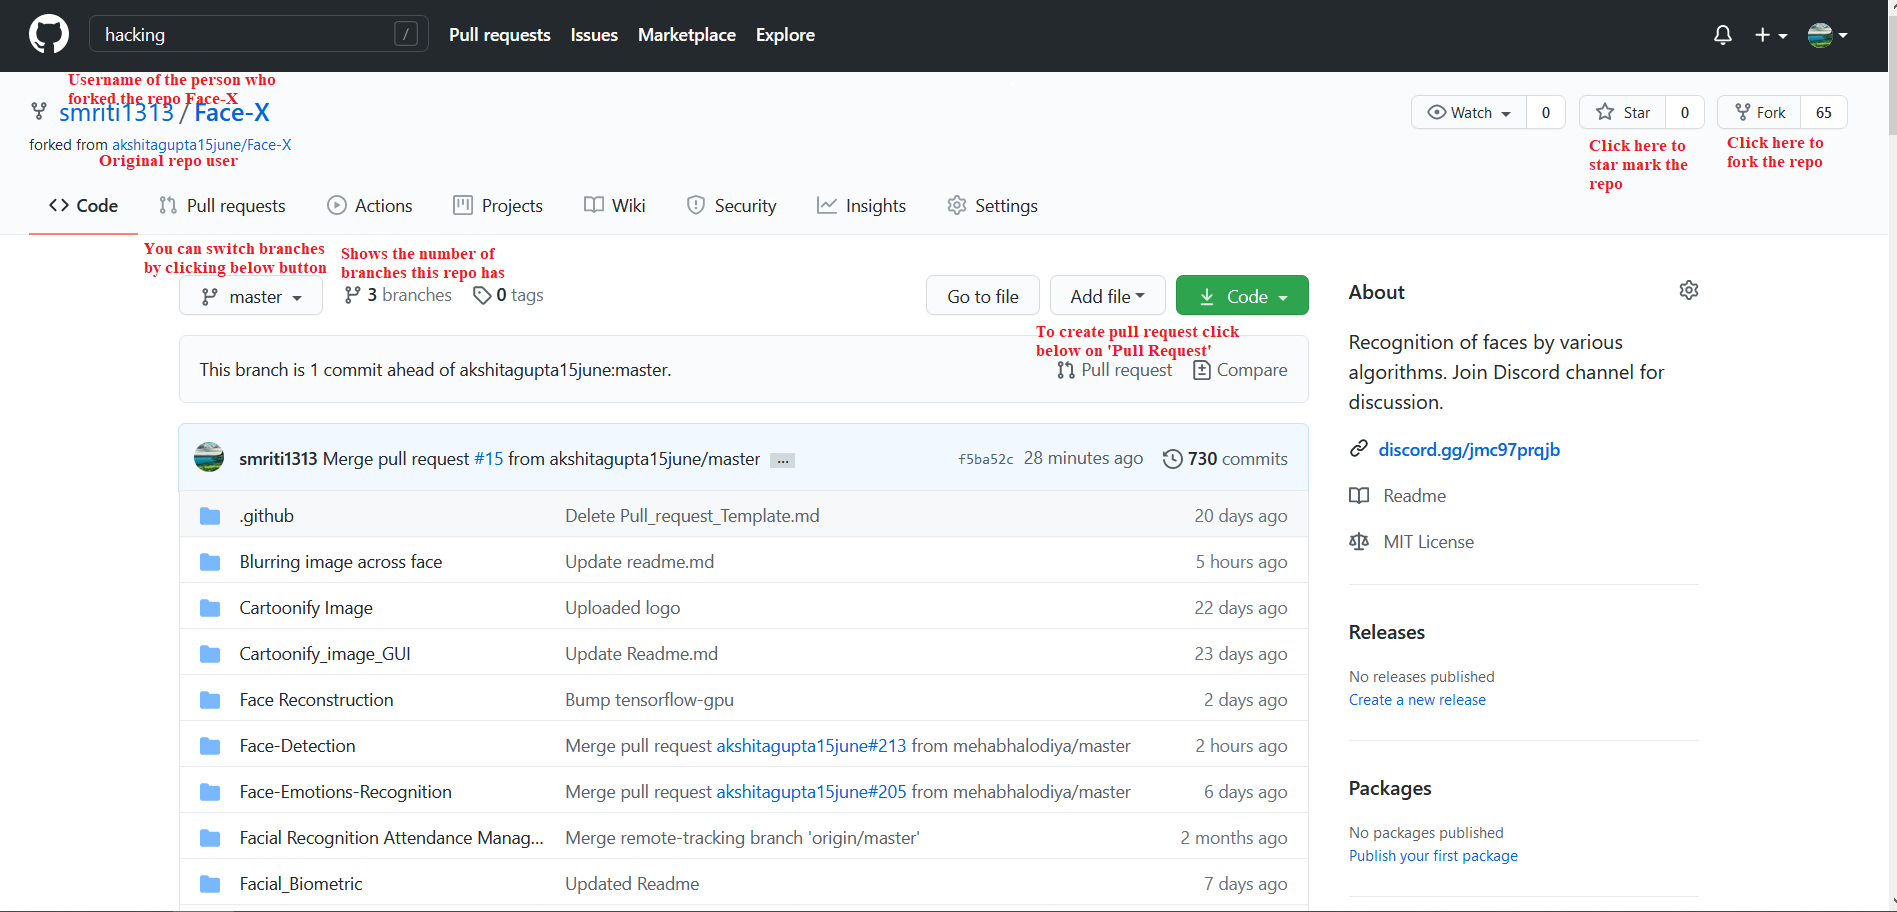 hacking /
Pull requests Issues Marketplace Explore
Username of the person who
forked the repo Face-X
smriti1313 / Face-X
forked from akshitagupta15june/Face-X
Original repo user
Watch 0
Star 0
Fork 65
Click here to
star mark the
repo
Click here to
fork the repo
Code Pull requests Actions Projects Wiki Security Insights Settings
You can switch branches
by clicking below button
Shows the number of
branches this repo has
master 3 branches 0 tags
Go to file Add file Code
To create pull request click
below on 'Pull Request'
This branch is 1 commit ahead of akshitagupta15june:master.
Pull request Compare
smriti1313 Merge pull request #15 from akshitagupta15june/master ... f5ba52c 28 minutes ago 730 commits
.github Delete Pull_request_Template.md 20 days ago
Blurring image across face Update readme.md 5 hours ago
Cartoonify Image Uploaded logo 22 days ago
Cartoonify_image_GUI Update Readme.md 23 days ago
Face Reconstruction Bump tensorflow-gpu 2 days ago
Face-Detection Merge pull request akshitagupta15june#213 from mehabhalodiya/master 2 hours ago
Face-Emotions-Recognition Merge pull request akshitagupta15june#205 from mehabhalodiya/master 6 days ago
Facial Recognition Attendance Manag... Merge remote-tracking branch 'origin/master' 2 months ago
Facial_Biometric Updated Readme 7 days ago
About
Recognition of faces by various
algorithms. Join Discord channel for
discussion.
discord.gg/jmc97prqjb
Readme
MIT License
Releases
No releases published
Create a new release
Packages
No packages published
Publish your first package